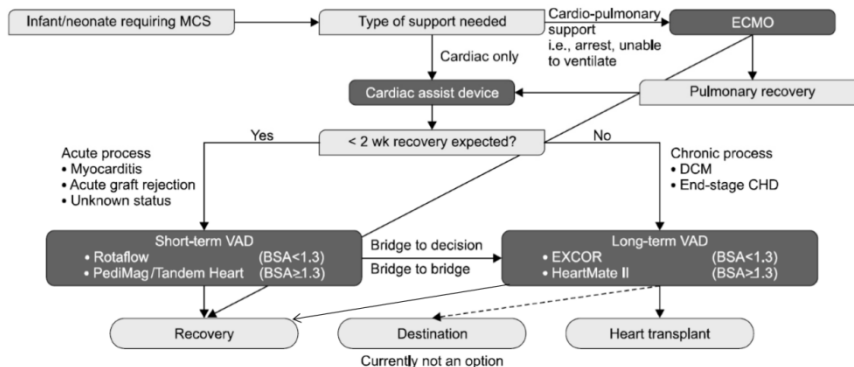 Infant/neonate requiring MCS
Type of support needed
Cardio-pulmonary
support
i.e., arrest, unable
to ventilate
ECMO
Cardiac only
Cardiac assist device
Pulmonary recovery
Yes
< 2 wk recovery expected?
No
Acute process
• Myocarditis
• Acute graft rejection
• Unknown status
Chronic process
• DCM
• End-stage CHD
Short-term VAD
• Rotaflow (BSA<1.3)
• PediMag/Tandem Heart (BSA≥1.3)
Bridge to decision
Bridge to bridge
Long-term VAD
• EXCOR (BSA<1.3)
• HeartMate II (BSA≥1.3)
Recovery
Destination
Heart transplant
Currently not an option